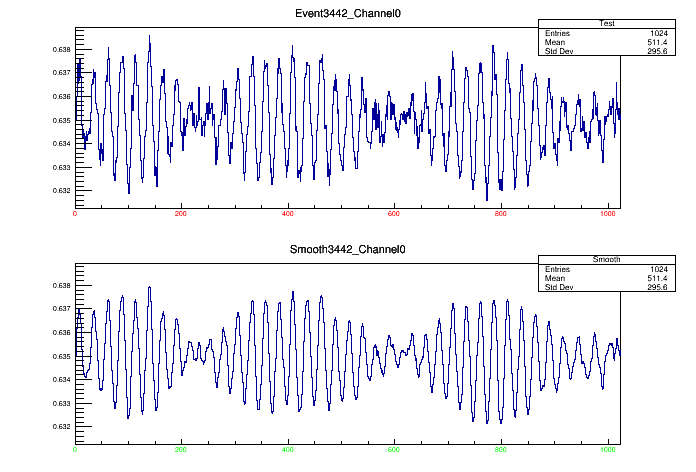 Event3442_Channel0
Test
Entries 1024
Mean 511.4
Std Dev 295.6
0.638
0.637
0.636
0.635
0.634
0.633
0.632
0 200 400 600 800 1000
Smooth3442_Channel0
Smooth
Entries 1024
Mean 511.4
Std Dev 295.6
0.638
0.637
0.636
0.635
0.634
0.633
0.632
0 200 400 600 800 1000